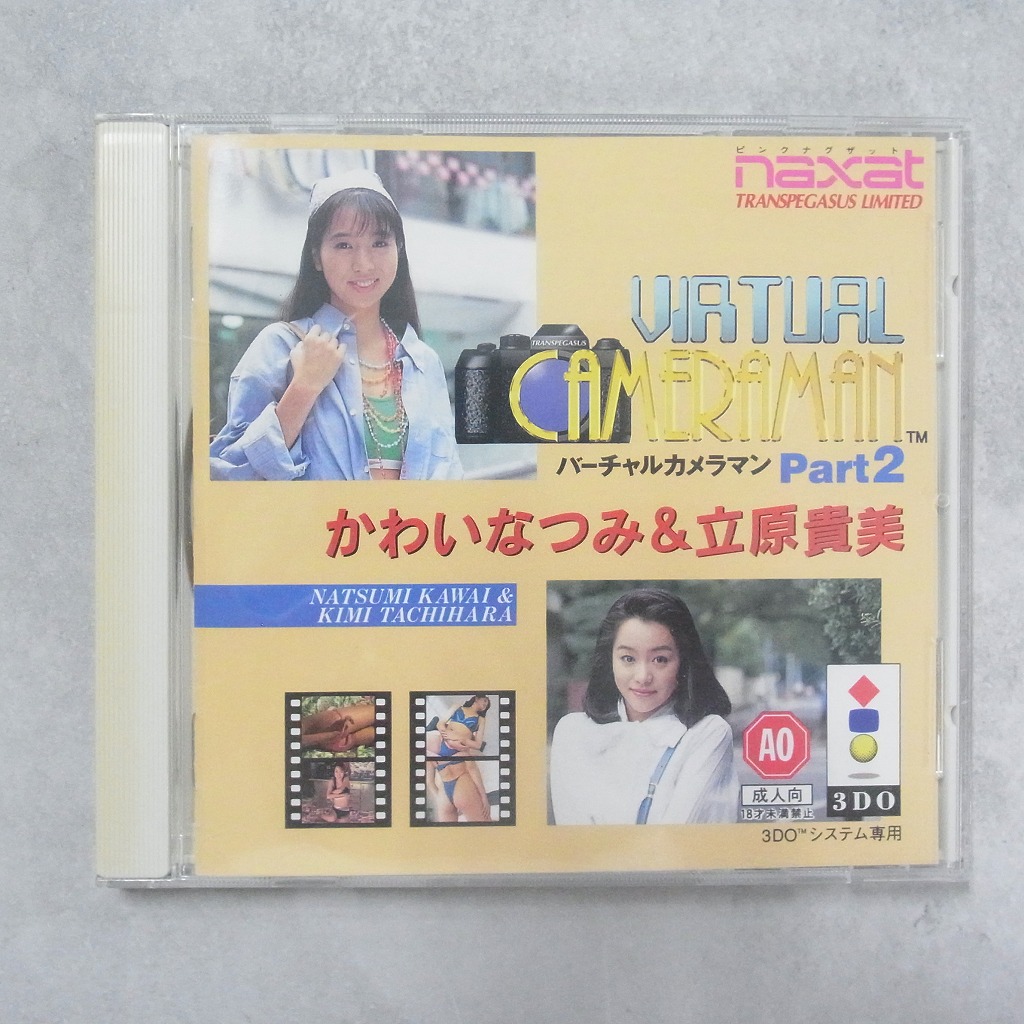 ピンクナグザット
naxat
TRANSPEGASUS LIMITED
VIRTUAL
TRANSPEGASUS
CAMERAMAN™
バーチャルカメラマン Part2
かわいなつみ&立原貴美
NATSUMI KAWAI &
KIMI TACHIHARA
AO
成人向
18才未満禁止
3DO
3DO™システム専用